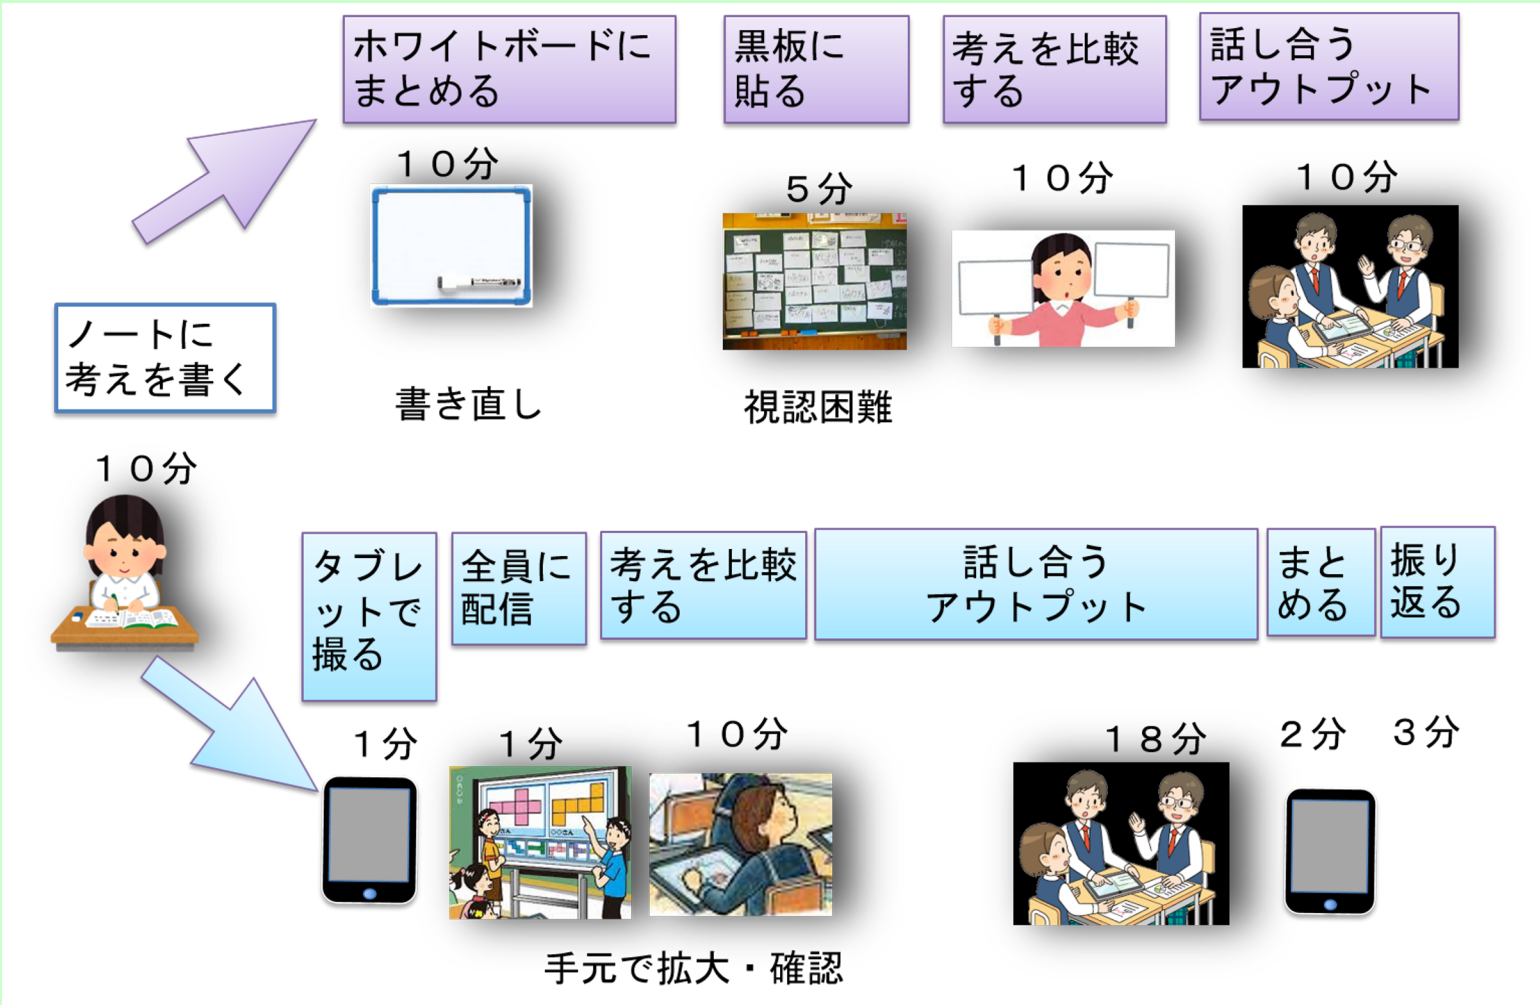 ホワイトボードに
まとめる
黒板に
貼る
考えを比較
する
話し合う
アウトプット
１０分
５分
１０分
１０分
書き直し
視認困難
ノートに
考えを書く
１０分
タブレ
ットで
撮る
全員に
配信
考えを比較
する
話し合う
アウトプット
まと
める
振り
返る
１分
１分
１０分
１８分
２分
３分
手元で拡大・確認